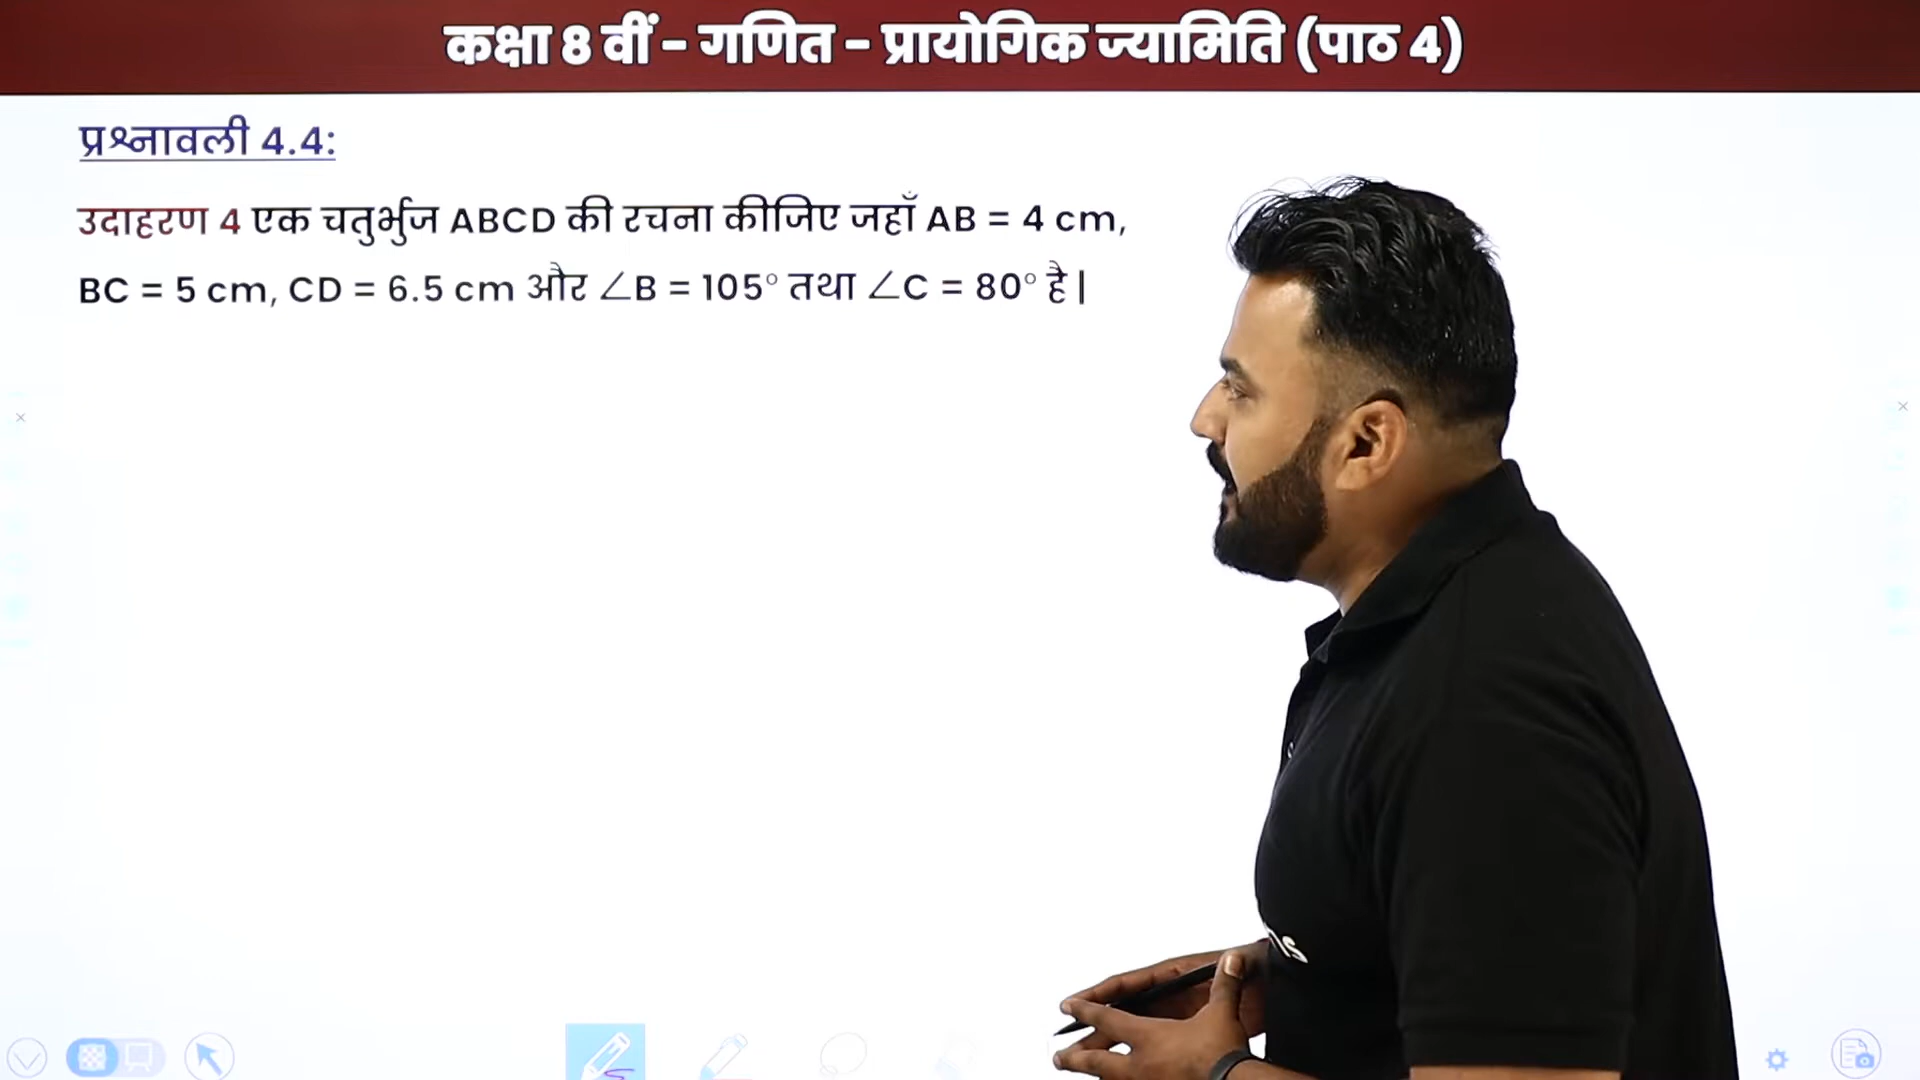 कक्षा 8 वीं - गणित - प्रायोगिक ज्यामिति (पाठ 4)
प्रश्नावली 4.4:
उदाहरण 4 एक चतुर्भुज ABCD की रचना कीजिए जहाँ AB = 4 cm,
BC = 5 cm, CD = 6.5 cm और ∠B = 105° तथा ∠C = 80° है |